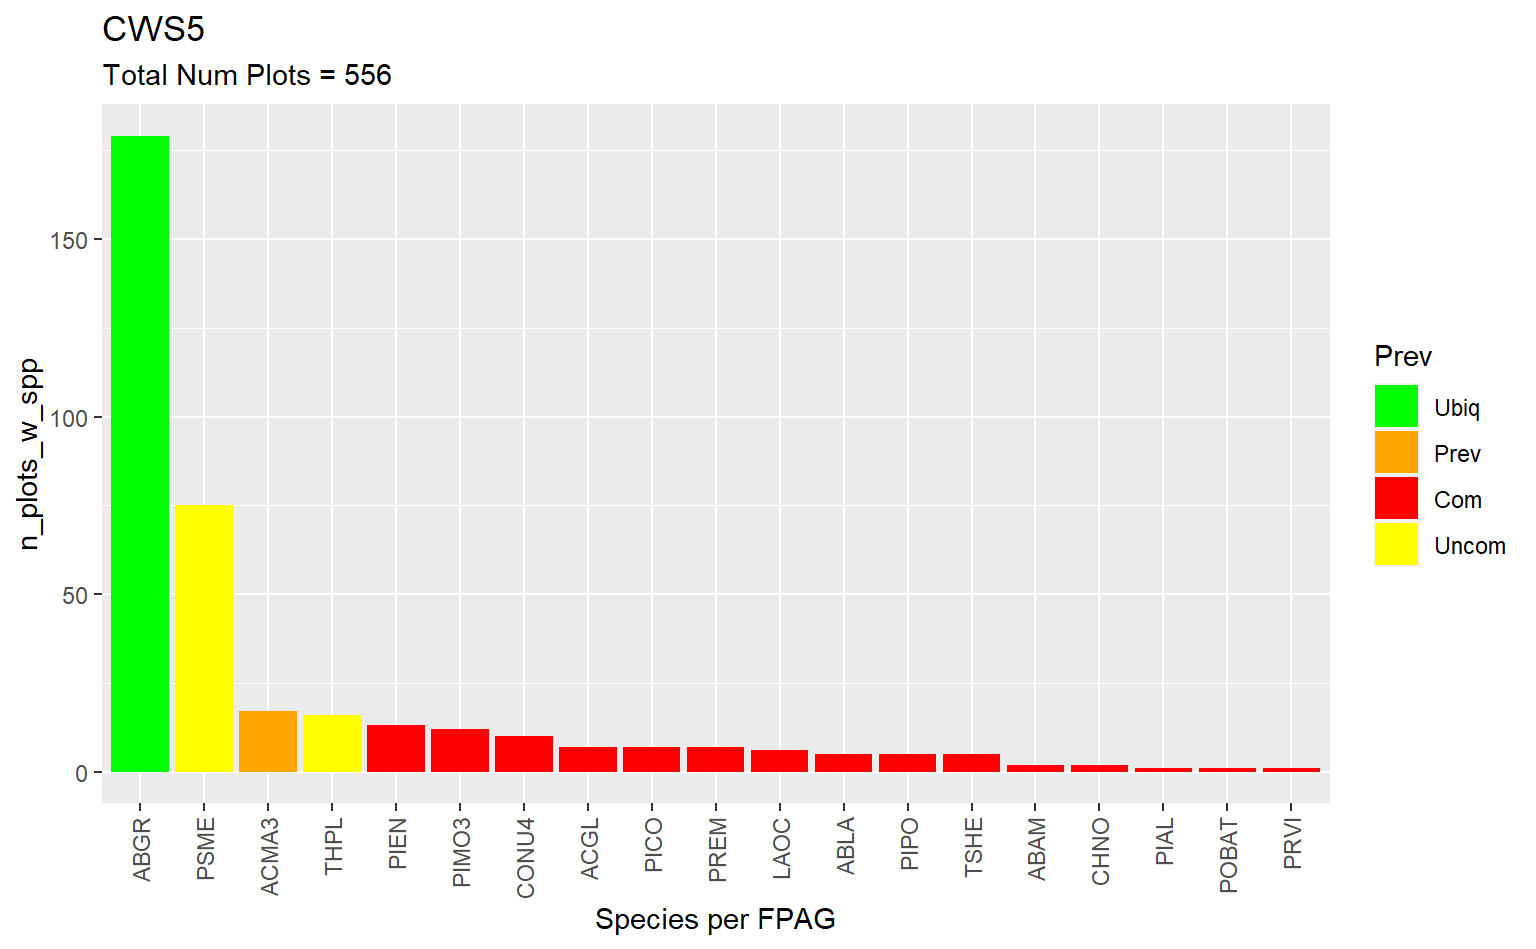 CWS5
Total Num Plots = 556
n_plots_w_spp
150
100
50
0
ABGR
PSME
ACMA3
THPL
PIEN
PIMO3
CONU4
ACGL
PICO
PREM
LAOC
ABLA
PIPO
TSHE
ABAM
CHNO
PIAL
POBAT
PRVI
Species per FPAG
Prev
Ubiq
Prev
Com
Uncom